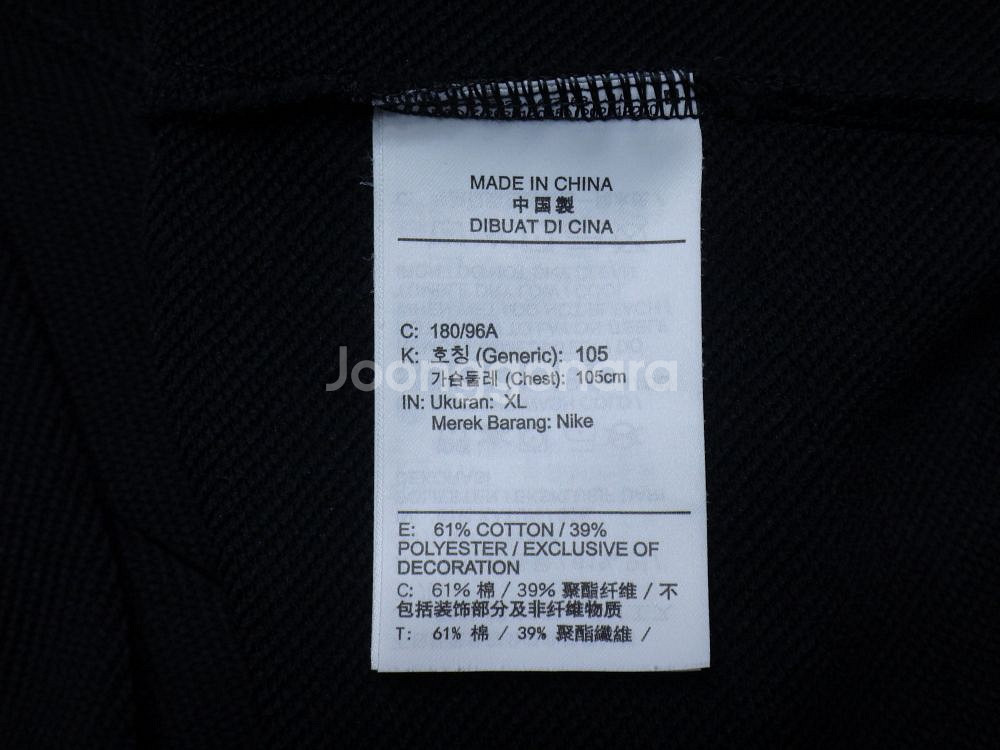 MADE IN CHINA
中国製
DIBUAT DI CINA
C: 180/96A
K: 호칭 (Generic): 105
가슴둘레 (Chest): 105cm
IN: Ukuran: XL
Merek Barang: Nike
Joonggonara
E: 61% COTTON / 39%
POLYESTER / EXCLUSIVE OF
DECORATION
C: 61% 棉 / 39% 聚酯纤维 / 不
包括装饰部分及非纤维物质
T: 61% 棉 / 39% 聚酯纖維 /